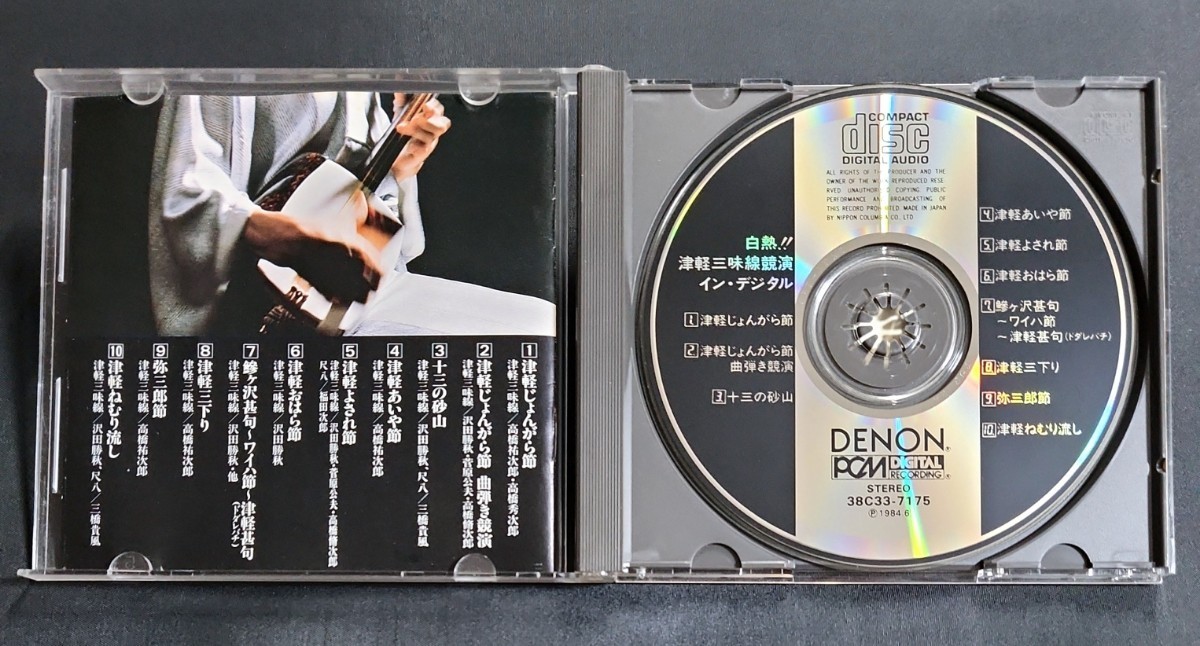 1 津軽じょんがら節
津軽三味線／沢田勝秋・高橋秀次郎
2 津軽じょんがら節 曲弾き競演
津軽三味線／沢田勝秋・菅原公夫・高橋脩次郎
3 十三の砂山
津軽三味線／沢田勝秋、尺八／三橋貴風
4 津軽あいや節
津軽三味線／高橋祐次郎
5 津軽よされ節
津軽三味線／沢田勝秋・菅原公夫・高橋脩次郎
尺八／福田次郎
6 津軽おはら節
津軽三味線／沢田勝秋
7 鰺ヶ沢甚句〜ワイハ節〜津軽甚句(ドダレバチ)
津軽三味線／沢田勝秋・他
8 津軽三下り
津軽三味線／高橋祐次郎
9 弥三郎節
津軽三味線／高橋祐次郎
10 津軽ねむり流し
津軽三味線／沢田勝秋、尺八／三橋貴風
COMPACT
disc
DIGITAL AUDIO
ALL RIGHTS OF PRODUCER AND THE
OWNER OF THE REPRODUCED RESE
RVED UNAUTHORIZED COPYING PUBLIC
PERFORMANCE AND BROADCASTING OF
THIS RECORD PROHIBITED MADE IN JAPAN
BY NIPPON COLUMBIA CO. LTD
白熱!!
津軽三味線競演
イン・デジタル
1. 津軽じょんがら節
2. 津軽じょんがら節
曲弾き競演
3. 十三の砂山
4. 津軽あいや節
5. 津軽よされ節
6. 津軽おはら節
7. 鰺ヶ沢甚句
〜ワイハ節
〜津軽甚句(ドダレバチ)
8. 津軽三下り
9. 弥三郎節
10. 津軽ねむり流し
DENON®
PCM DIGITAL RECORDING®
STEREO
38C33-7175
Ⓟ1984.6